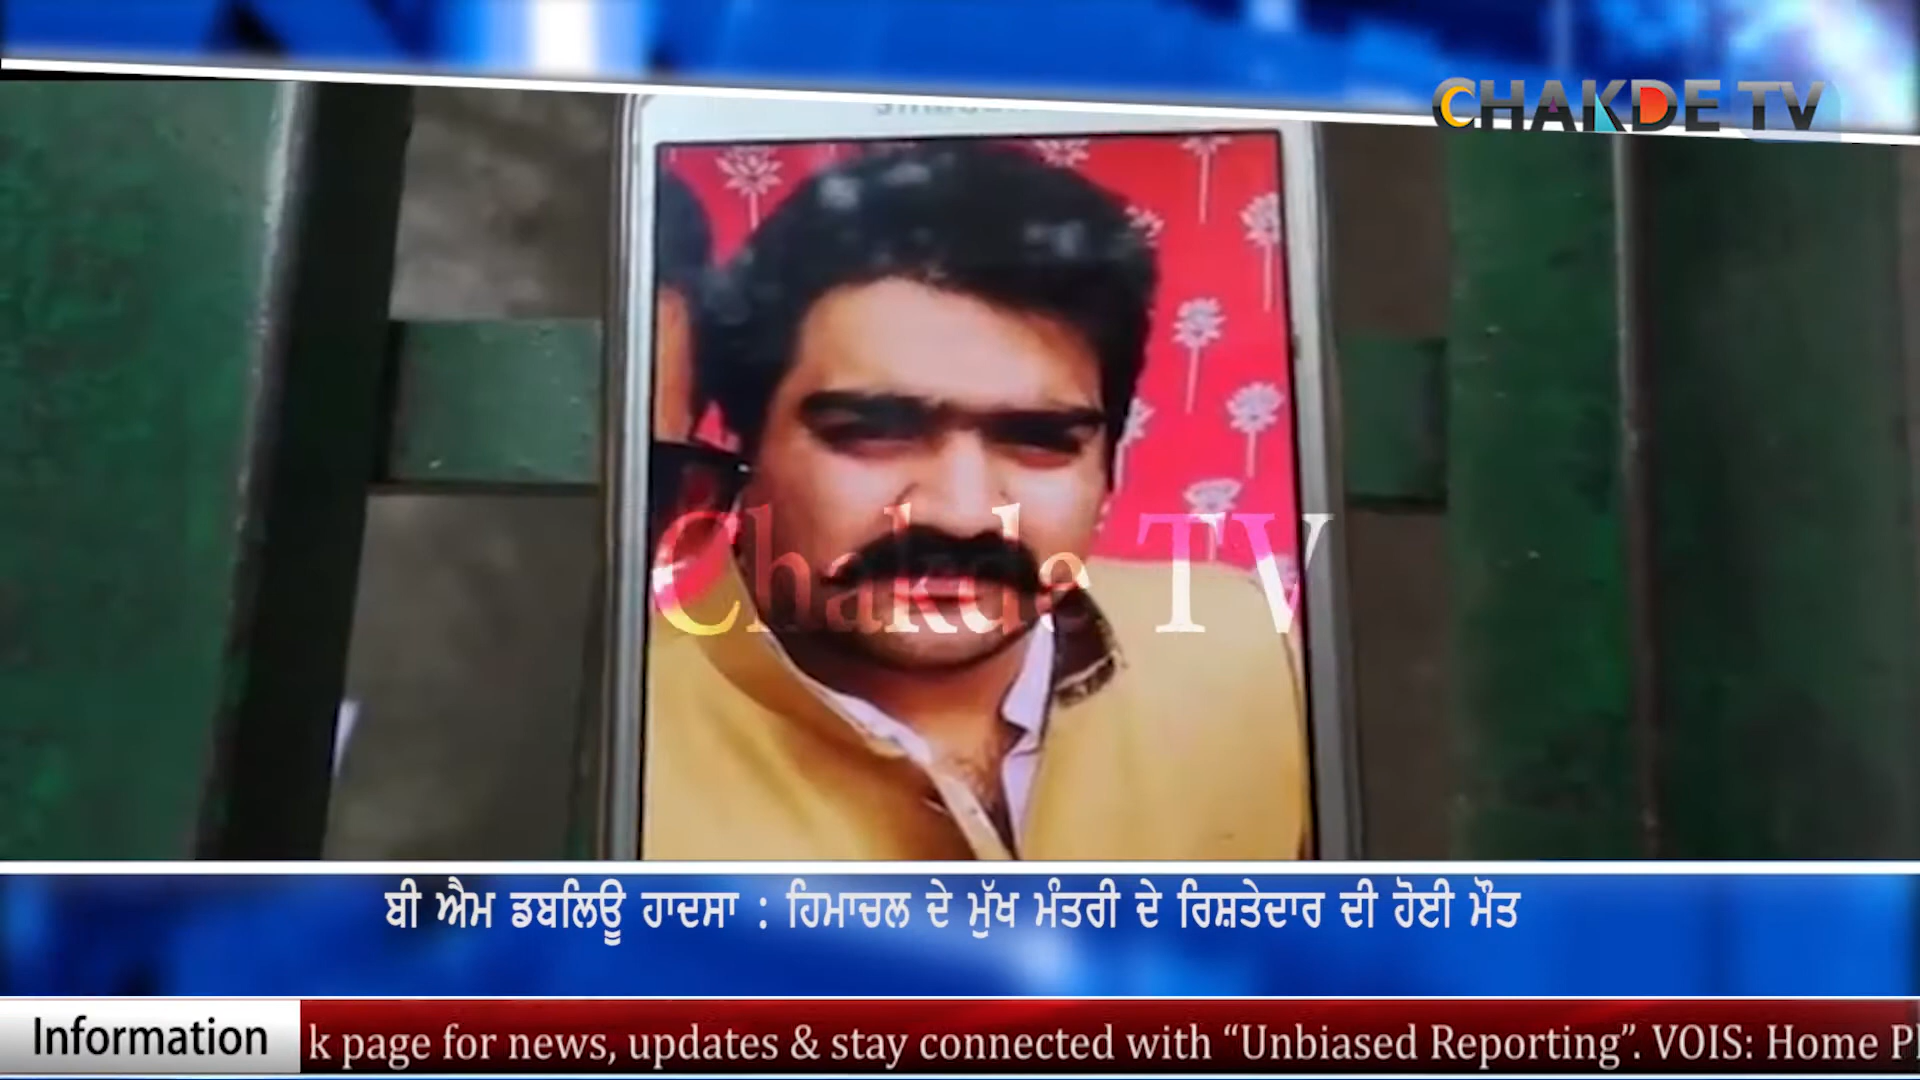 CHAKDE TV
Chakde TV
ਬੀ ਐਮ ਡਬਲਿਊ ਹਾਦਸਾ : ਹਿਮਾਚਲ ਦੇ ਮੁੱਖ ਮੰਤਰੀ ਦੇ ਰਿਸ਼ਤੇਦਾਰ ਦੀ ਹੋਈ ਮੌਤ
Information
k page for news, updates & stay connected with “Unbiased Reporting”. VOIS: Home